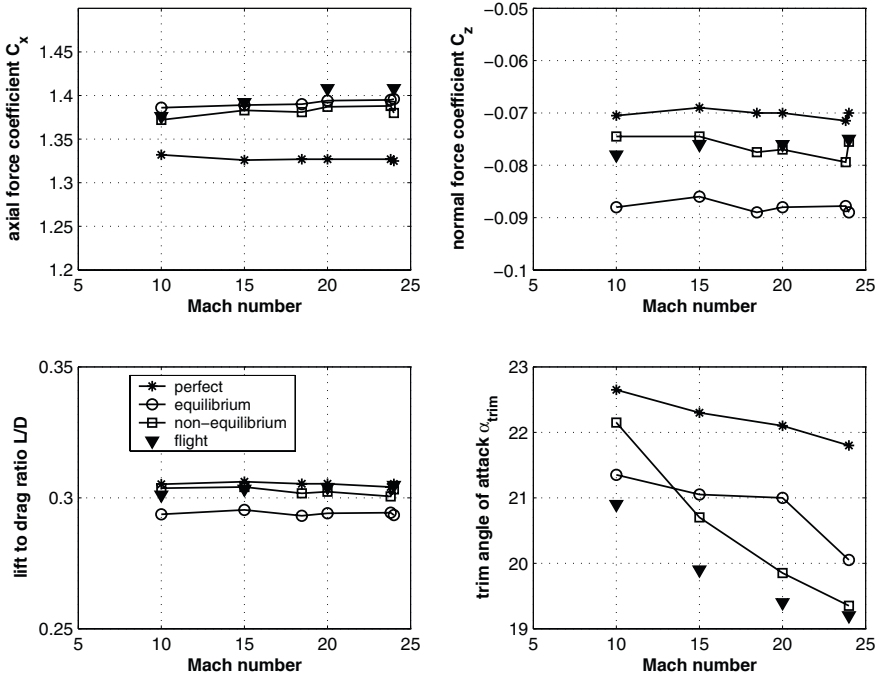 axial force coefficient Cx
1.45
1.4
1.35
1.3
1.25
1.2
5 10 15 20 25
Mach number
normal force coefficient Cz
−0.05
−0.06
−0.07
−0.08
−0.09
−0.1
5 10 15 20 25
Mach number
lift to drag ratio L/D
0.35
0.3
0.25
perfect
equilibrium
non−equilibrium
flight
5 10 15 20 25
Mach number
trim angle of attack αtrim
23
22
21
20
19
5 10 15 20 25
Mach number